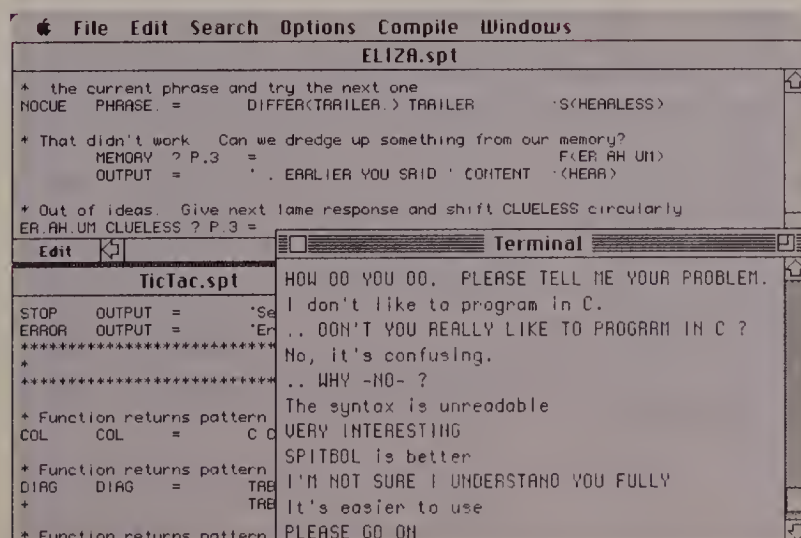 File Edit Search Options Compile Windows
ELIZA.spt
* the current phrase and try the next one
NOCUE PHRASE. = DIFFER(TRAILER.) TRAILER :S(HEARLESS)
* That didn't work Can we dredge up something from our memory?
MEMORY ? P.3 = F(ER AH UM)
OUTPUT = ' . EARLIER YOU SAID ' CONTENT :(HEAR)
* Out of ideas. Give next lame response and shift CLUELESS circularly
ER.AH.UM CLUELESS ? P.3 =
Edit
TicTac.spt
STOP OUTPUT = 'Se
ERROR OUTPUT = 'Er
***************************
*
***************************
* Function returns pattern
COL COL = C C
* Function returns pattern
DIAG DIAG = TAB
+ TAB
* Function returns pattern
Terminal
HOW DO YOU DO. PLEASE TELL ME YOUR PROBLEM.
I don't like to program in C.
.. DON'T YOU REALLY LIKE TO PROGRAM IN C ?
No, it's confusing.
.. WHY -NO- ?
The syntax is unreadable
VERY INTERESTING
SPITBOL is better
I'M NOT SURE I UNDERSTAND YOU FULLY
It's easier to use
PLEASE GO ON